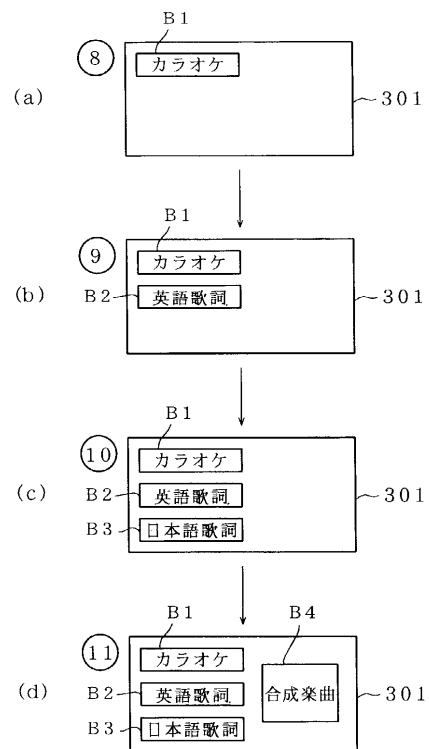 B1
⑧
カラオケ
(a)
301
B1
⑨
カラオケ
(b)
B2
英語歌詞
301
B1
⑩
カラオケ
(c)
B2
英語歌詞
301
B3
日本語歌詞
B1
B4
⑪
カラオケ
(d)
B2
英語歌詞
合成楽曲
301
B3
日本語歌詞